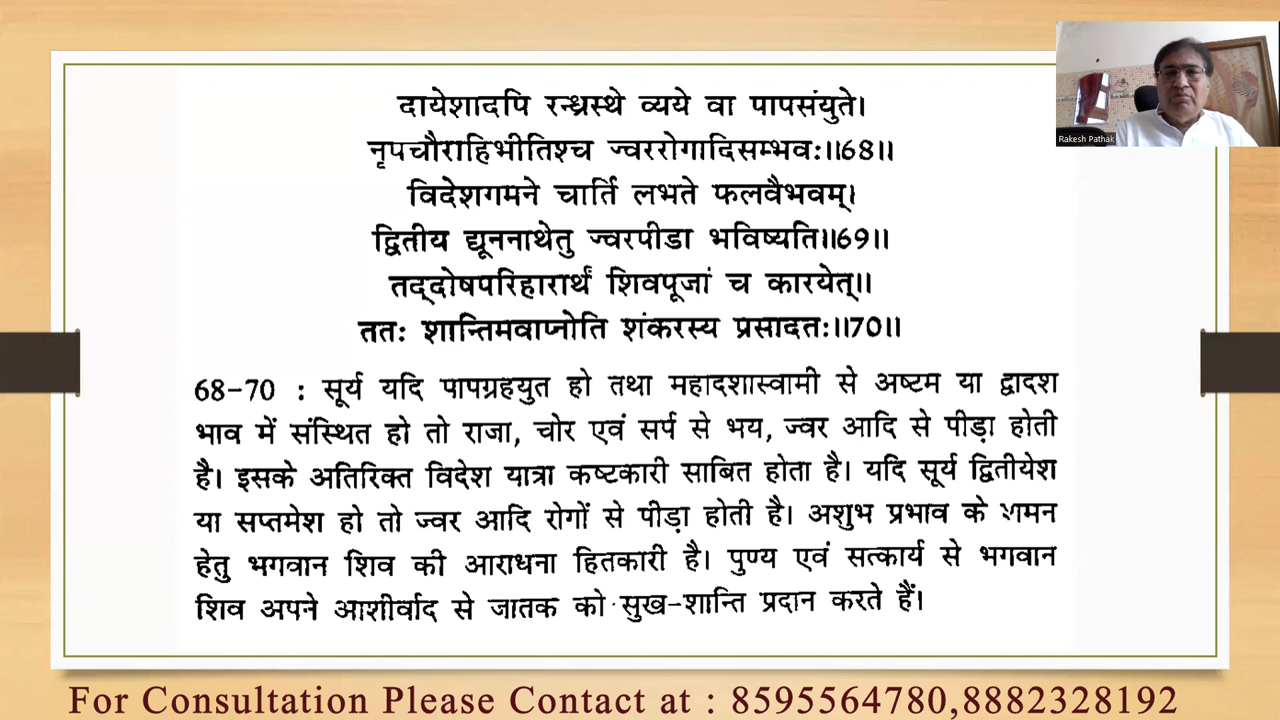 दायेशादपि रन्ध्रस्थे व्यये वा पापसंयुते।
नृपचौराहिभीतिश्च ज्वररोगादिसम्भवः।।68।।
विदेशगमने चार्ति लभते फलवैभवम्।
द्वितीय द्यूननाथेतु ज्वरपीडा भविष्यति।।69।।
तद्दोषपरिहारार्थं शिवपूजां च कारयेत्।।
ततः शान्तिमवाप्नोति शंकरस्य प्रसादतः।।70।।
68-70 : सूर्य यदि पापग्रहयुत हो तथा महादशास्वामी से अष्टम या द्वादश
भाव में संस्थित हो तो राजा, चोर एवं सर्प से भय, ज्वर आदि से पीड़ा होती
है। इसके अतिरिक्त विदेश यात्रा कष्टकारी साबित होता है। यदि सूर्य द्वितीयेश
या सप्तमेश हो तो ज्वर आदि रोगों से पीड़ा होती है। अशुभ प्रभाव के शमन
हेतु भगवान शिव की आराधना हितकारी है। पुण्य एवं सत्कार्य से भगवान
शिव अपने आशीर्वाद से जातक को सुख-शान्ति प्रदान करते हैं।
Rakesh Pathak
For Consultation Please Contact at : 8595564780,8882328192